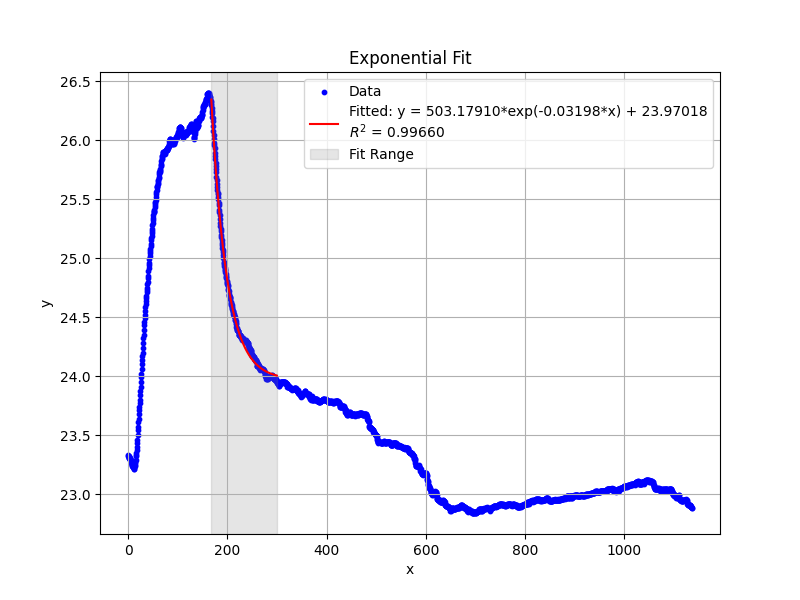 Exponential Fit
Data
Fitted: y = 503.17910*exp(-0.03198*x) + 23.97018
R² = 0.99660
Fit Range
26.5
26.0
25.5
25.0
24.5
24.0
23.5
23.0
y
0 200 400 600 800 1000
x